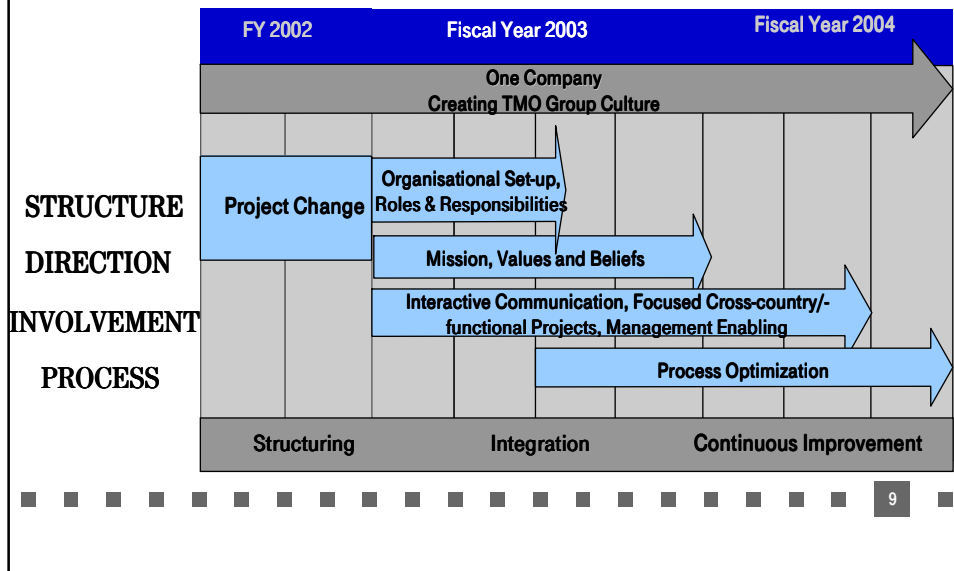 FY 2002
Fiscal Year 2003
Fiscal Year 2004
One Company
Creating TMO Group Culture
STRUCTURE
Project Change
Organisational Set-up,
Roles & Responsibilities
DIRECTION
Mission, Values and Beliefs
INVOLVEMENT
Interactive Communication, Focused Cross-country/-
functional Projects, Management Enabling
PROCESS
Process Optimization
Structuring
Integration
Continuous Improvement
9